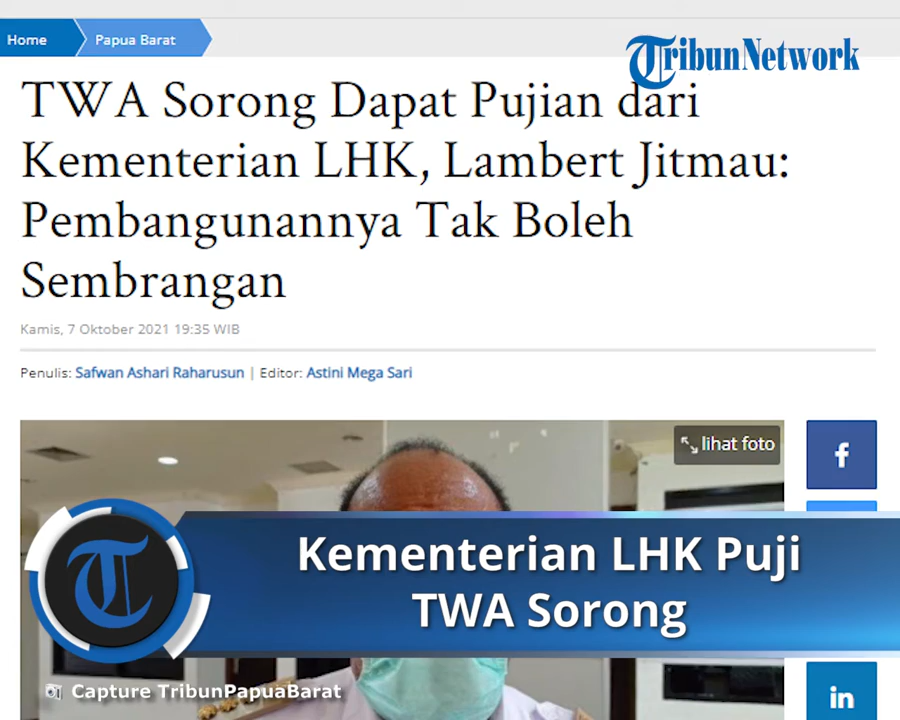 Home
Papua Barat
TribunNetwork
TWA Sorong Dapat Pujian dari
Kementerian LHK, Lambert Jitmau:
Pembangunannya Tak Boleh
Sembrangan
Kamis, 7 Oktober 2021 19:35 WIB
Penulis: Safwan Ashari Raharusun | Editor: Astini Mega Sari
lihat foto
f
T
Kementerian LHK Puji
TWA Sorong
Capture TribunPapuaBarat
in